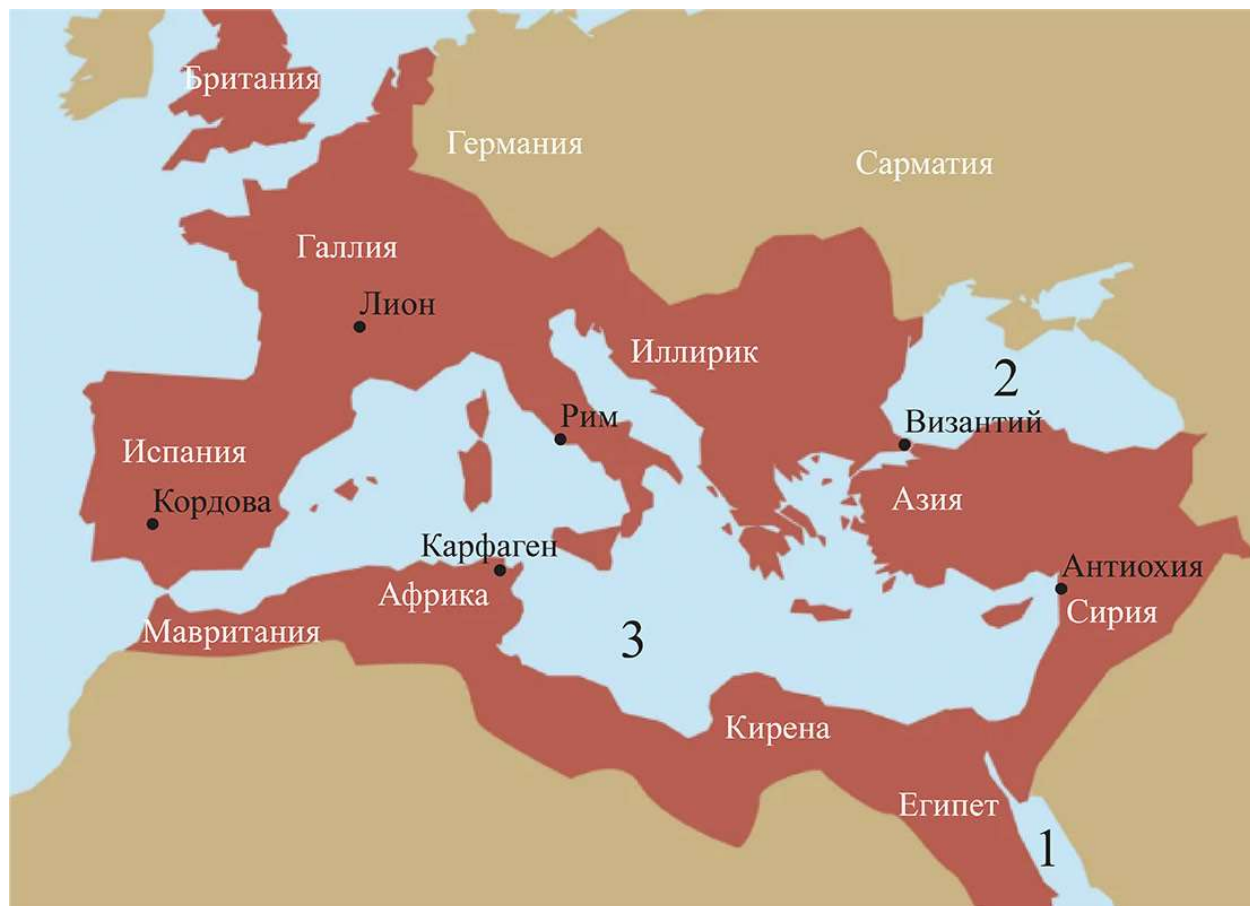 Британия
Германия
Сарматия
Галлия
Лион
Иллирик
2
Рим
Византий
Испания
Азия
Кордова
Карфаген
Антиохия
Африка
Сирия
Мавритания
3
Кирена
Египет
1